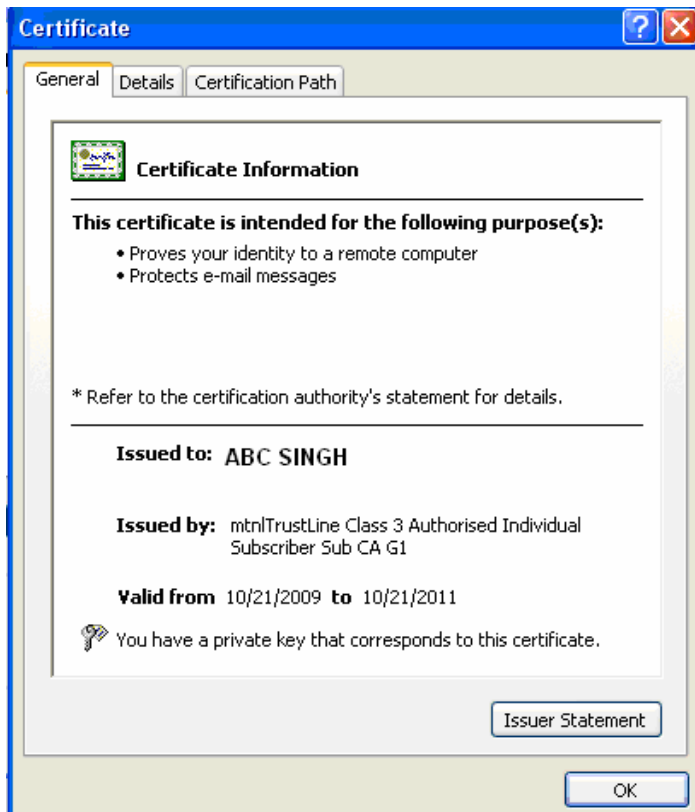 Certificate
General Details Certification Path
Certificate Information
This certificate is intended for the following purpose(s):
• Proves your identity to a remote computer
• Protects e-mail messages
* Refer to the certification authority's statement for details.
Issued to: ABC SINGH
Issued by: mtnlTrustLine Class 3 Authorised Individual
Subscriber Sub CA G1
Valid from 10/21/2009 to 10/21/2011
You have a private key that corresponds to this certificate.
Issuer Statement
OK